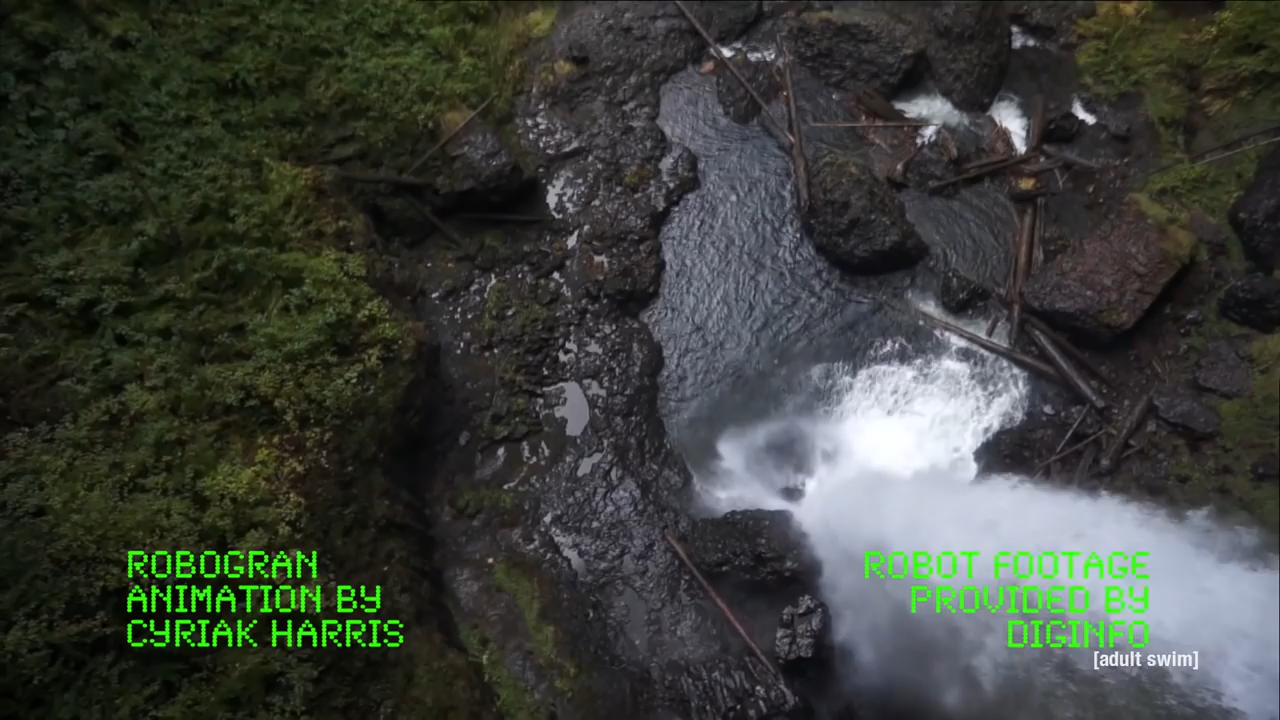 ROBOGRAN
ANIMATION BY
CYRIAK HARRIS
ROBOT FOOTAGE
PROVIDED BY
DIGINFO
[adult swim]